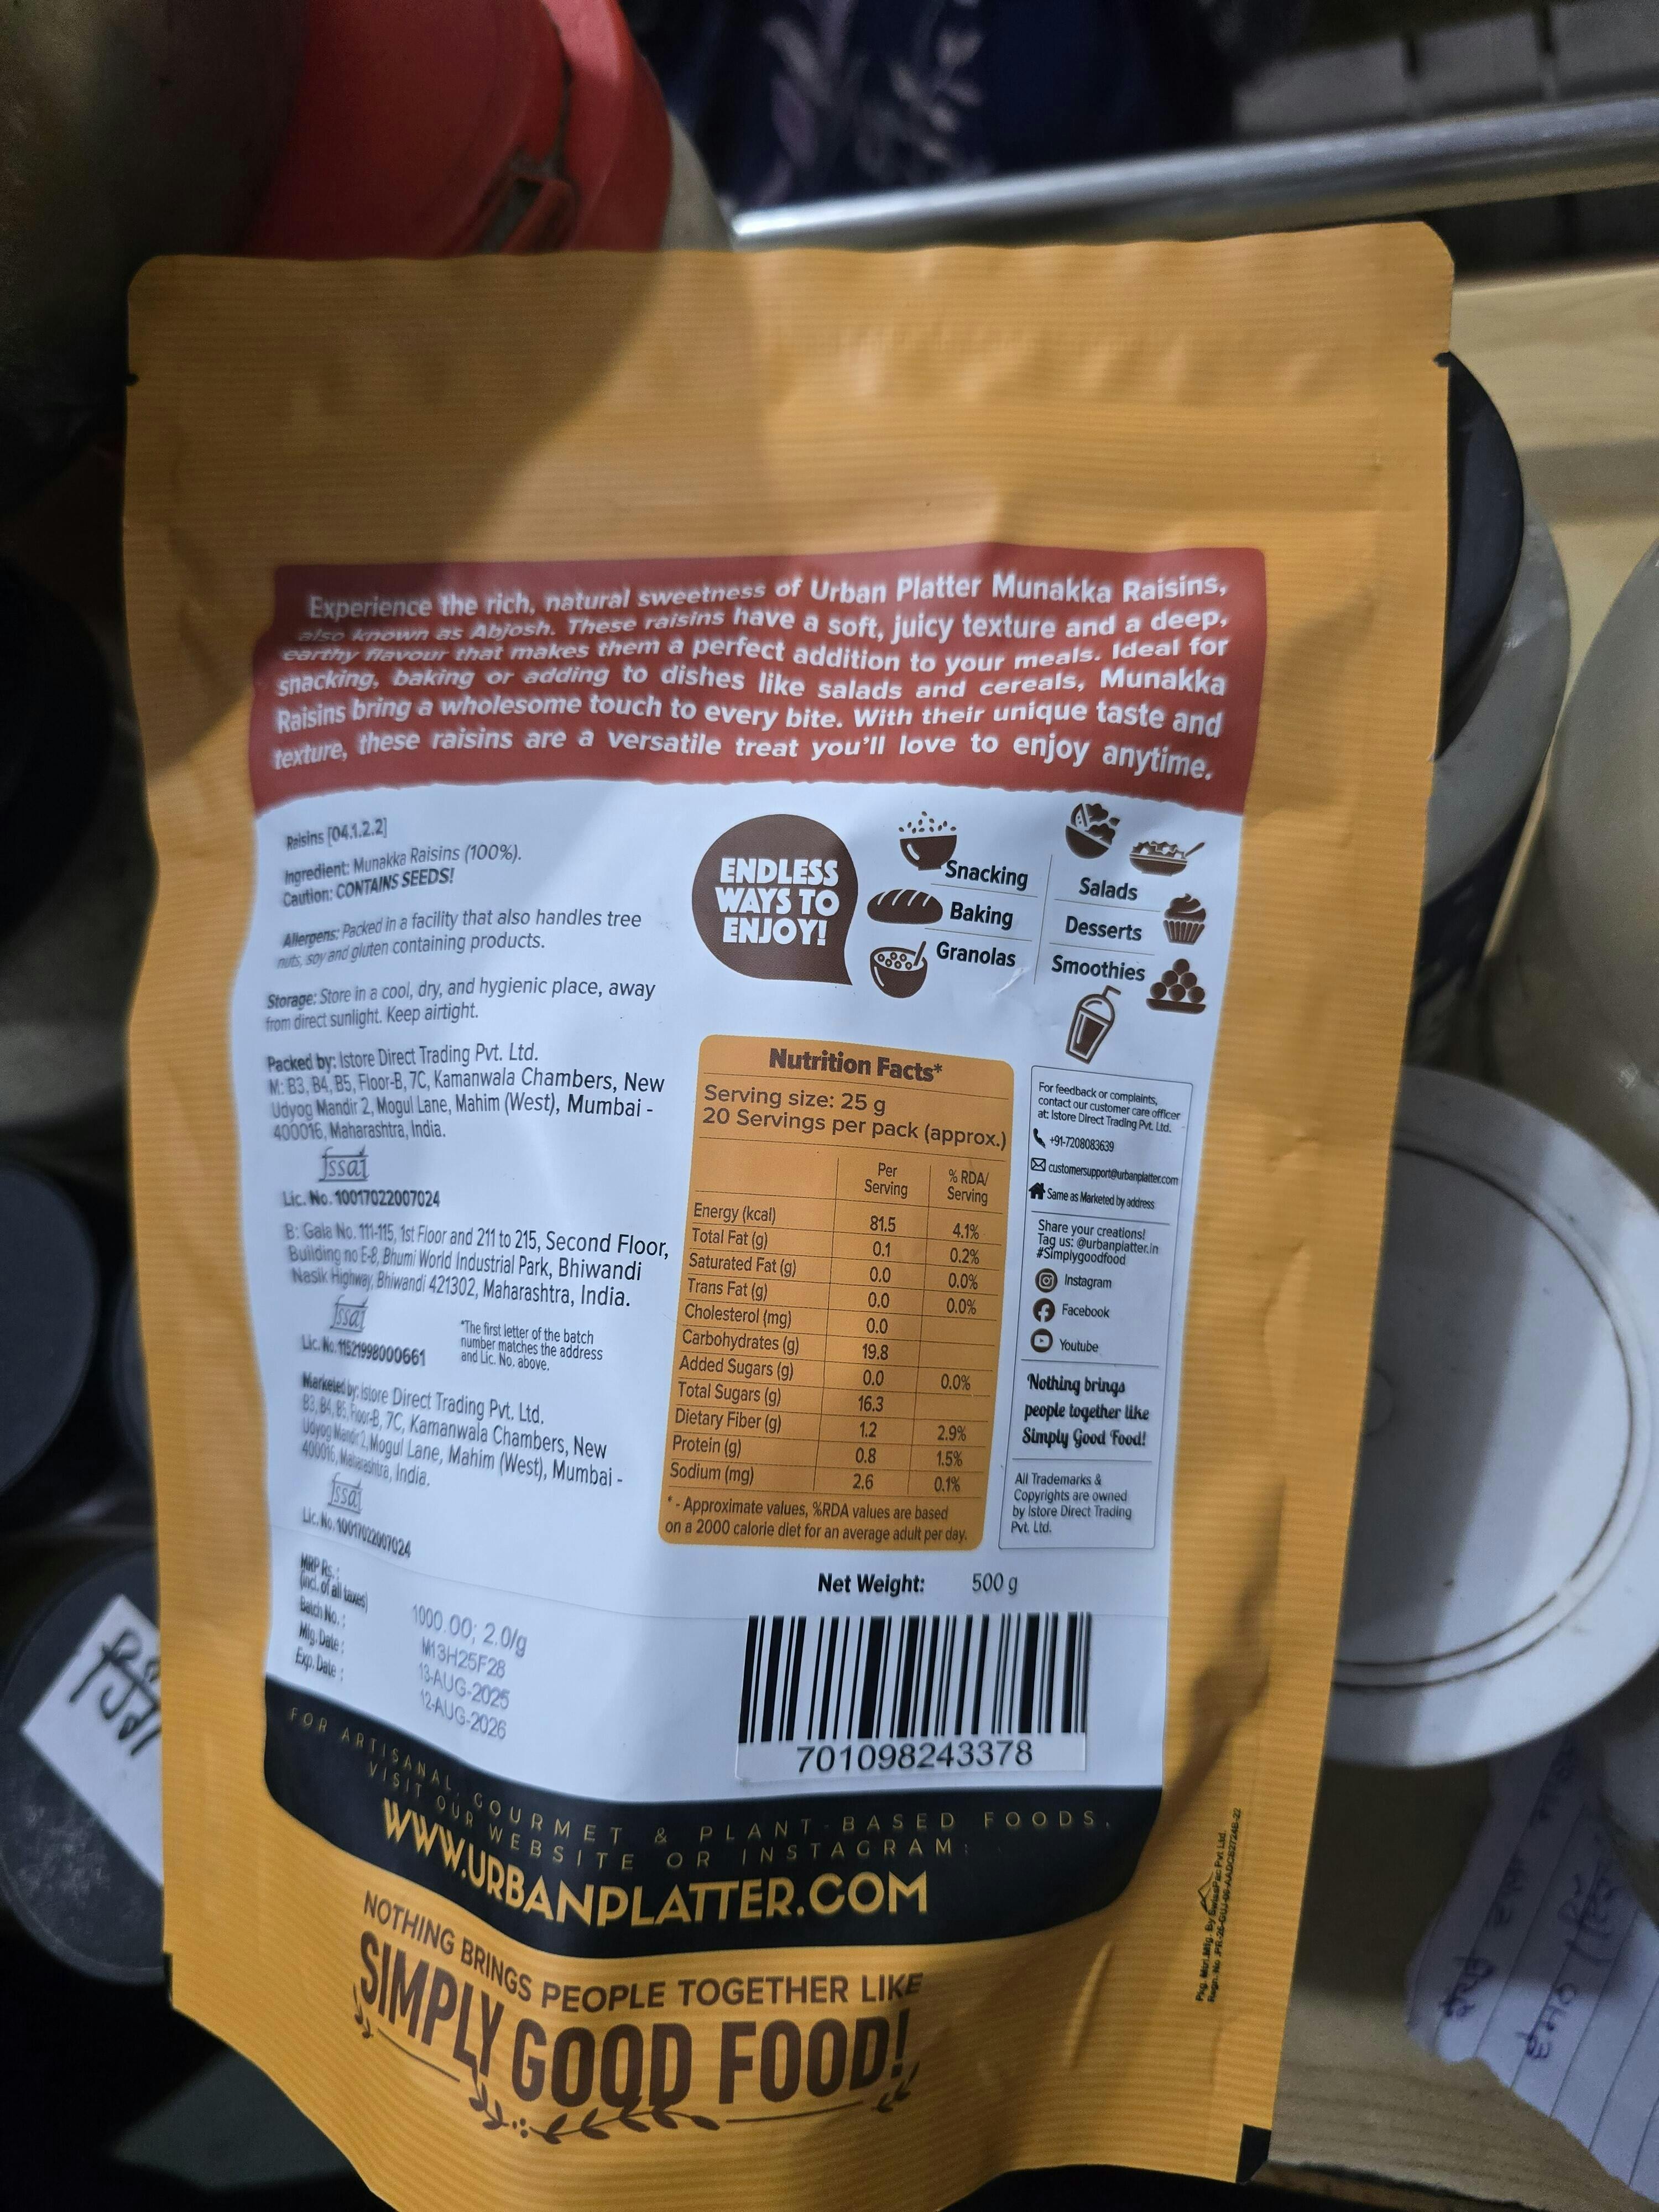 Experience the rich, natural sweetness of Urban Platter Munakka Raisins,
also known as Abjosh. These raisins have a soft, juicy texture and a deep,
earthy flavour that makes them a perfect addition to your meals. Ideal for
snacking, baking or adding to dishes like salads and cereals, Munakka
Raisins bring a wholesome touch to every bite. With their unique taste and
texture, these raisins are a versatile treat you'll love to enjoy anytime.
Raisins [04.1.2.2]
Ingredient: Munakka Raisins (100%).
Caution: CONTAINS SEEDS!
Allergens: Packed in a facility that also handles tree
nuts, soy and gluten containing products.
Storage: Store in a cool, dry, and hygienic place, away
from direct sunlight. Keep airtight.
Packed by: Istore Direct Trading Pvt. Ltd.
M: B3, B4, B5, Floor-B, 7C, Kamanwala Chambers, New
Udyog Mandir 2, Mogul Lane, Mahim (West), Mumbai -
400016, Maharashtra, India.
fssai
Lic. No. 10017022007024
B: Gala No. 111-115, 1st Floor and 211 to 215, Second Floor,
Building no E-8, Bhumi World Industrial Park, Bhiwandi
Nasik Highway, Bhiwandi 421302, Maharashtra, India.
fssai
Lic. No. 11521998000661
*The first letter of the batch
number matches the address
and Lic. No. above.
Marketed by: Istore Direct Trading Pvt. Ltd.
B3, B4, B5, Floor-B, 7C, Kamanwala Chambers, New
Udyog Mandir 2, Mogul Lane, Mahim (West), Mumbai -
400016, Maharashtra, India.
fssai
Lic. No. 10017022007024
MRP Rs.: 1000.00; 2.0/g
(incl. of all taxes)
Batch No.: M13H25F28
Mfg. Date: 13-AUG-2025
Exp. Date: 12-AUG-2026
ENDLESS
WAYS TO
ENJOY!
Snacking
Baking
Granolas
Salads
Desserts
Smoothies
Nutrition Facts*
Serving size: 25 g
20 Servings per pack (approx.)
Per Serving % RDA/ Serving
Energy (kcal) 81.5 4.1%
Total Fat (g) 0.1 0.2%
Saturated Fat (g) 0.0 0.0%
Trans Fat (g) 0.0 0.0%
Cholesterol (mg) 0.0
Carbohydrates (g) 19.8
Added Sugars (g) 0.0 0.0%
Total Sugars (g) 16.3
Dietary Fiber (g) 1.2 2.9%
Protein (g) 0.8 1.5%
Sodium (mg) 2.6 0.1%
* - Approximate values, %RDA values are based
on a 2000 calorie diet for an average adult per day.
For feedback or complaints,
contact our customer care officer
at: Istore Direct Trading Pvt. Ltd.
+91-7208083639
customersupport@urbanplatter.com
Same as Marketed by address
Share your creations!
Tag us: @urbanplatter.in
#Simplygoodfood
Instagram
Facebook
Youtube
Nothing brings
people together like
Simply Good Food!
All Trademarks &
Copyrights are owned
by Istore Direct Trading
Pvt. Ltd.
Net Weight: 500 g
701098243378
FOR ARTISANAL, GOURMET & PLANT-BASED FOODS,
VISIT OUR WEBSITE OR INSTAGRAM:
WWW.URBANPLATTER.COM
NOTHING BRINGS PEOPLE TOGETHER LIKE
SIMPLY GOOD FOOD!
Pkg. Mtrl. Mfg. By SwissPac Pvt Ltd.